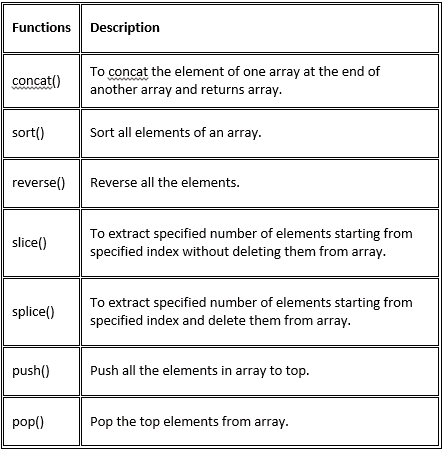 Functions Description
concat() To concat the element of one array at the end of
another array and returns array.
sort() Sort all elements of an array.
reverse() Reverse all the elements.
slice() To extract specified number of elements starting from
specified index without deleting them from array.
splice() To extract specified number of elements starting from
specified index and delete them from array.
push() Push all the elements in array to top.
pop() Pop the top elements from array.